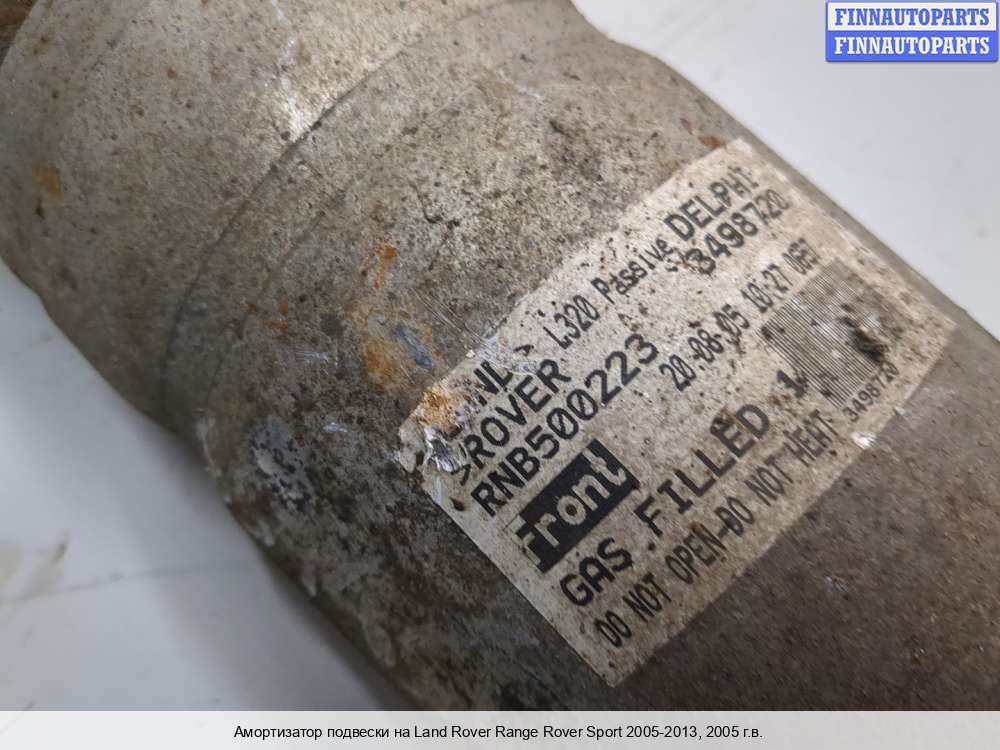 FINNAUTOPARTS
FINNAUTOPARTS
L320 Passive DELPHI
>ROVER 3498720
RNB500223 20-08-05 10:27
Front
GAS FILLED 1
DO NOT OPEN-DO NOT HEAT 3498720
Амортизатор подвески на Land Rover Range Rover Sport 2005-2013, 2005 г.в.